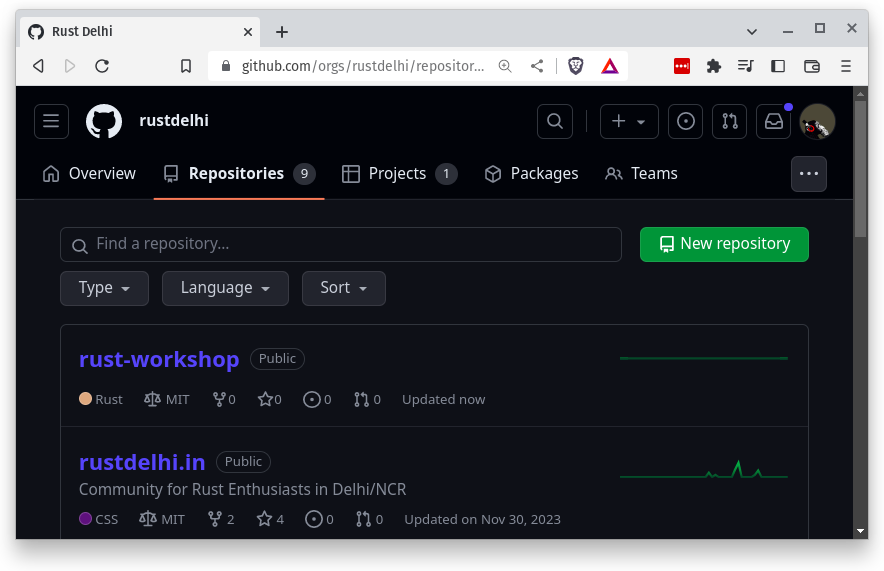 Rust Delhi
github.com/orgs/rustdelhi/repositor...
rustdelhi
Overview Repositories 9 Projects 1 Packages Teams
Find a repository... New repository
Type Language Sort
rust-workshop Public
Rust MIT 0 0 0 0 Updated now
rustdelhi.in Public
Community for Rust Enthusiasts in Delhi/NCR
CSS MIT 2 4 0 0 Updated on Nov 30, 2023